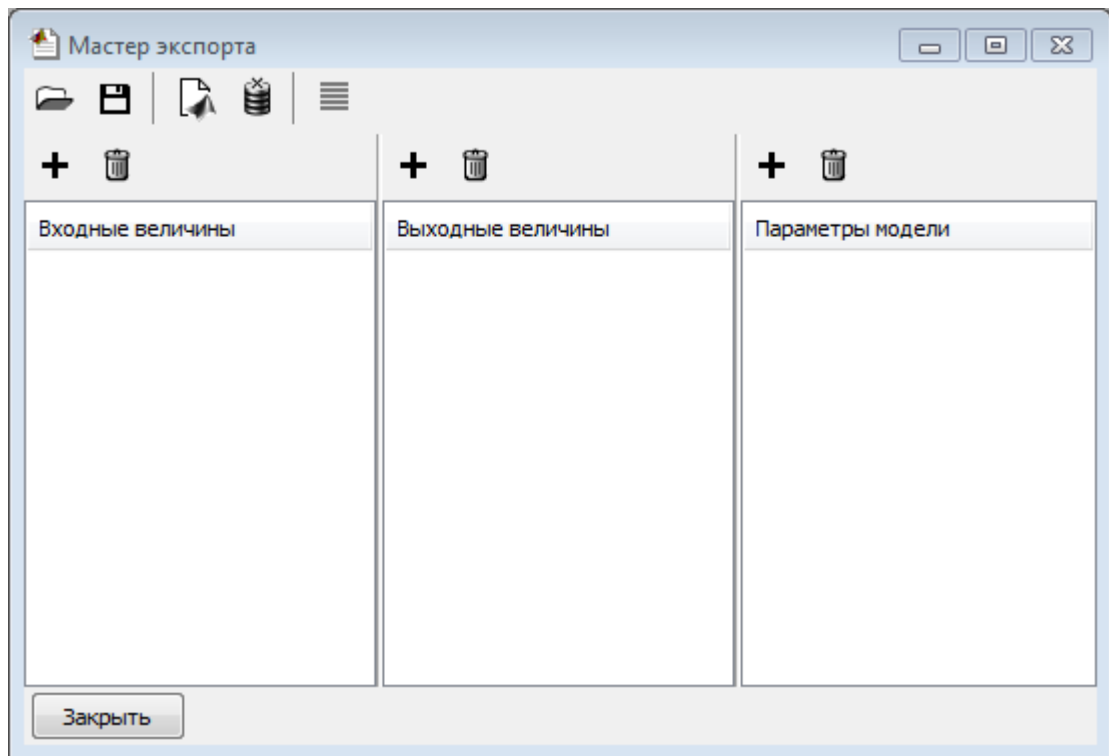 Мастер экспорта
Входные величины
Выходные величины
Параметры модели
Закрыть